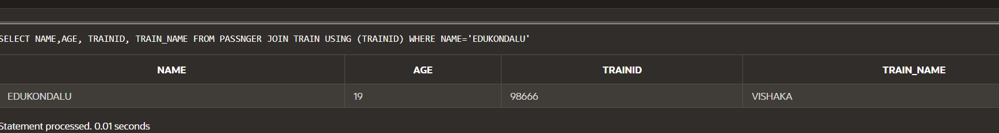 SELECT NAME,AGE, TRAINID, TRAIN_NAME FROM PASSNGER JOIN TRAIN USING (TRAINID) WHERE NAME='EDUKONDALU'
NAME AGE TRAINID TRAIN_NAME
EDUKONDALU 19 98666 VISHAKA
Statement processed. 0.01 seconds